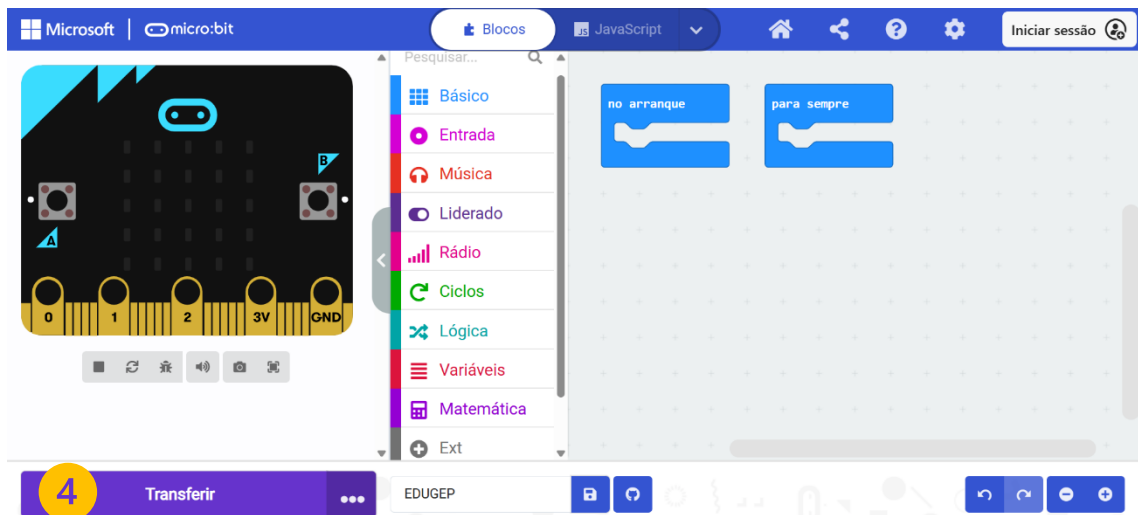 Microsoft micro:bit Blocos JS JavaScript Iniciar sessão
Pesquisar...
Básico
Entrada
Música
Liderado
Rádio
Ciclos
Lógica
Variáveis
Matemática
Ext
no arranque
para sempre
B
A
0 1 2 3V GND
4 Transferir
EDUGEP